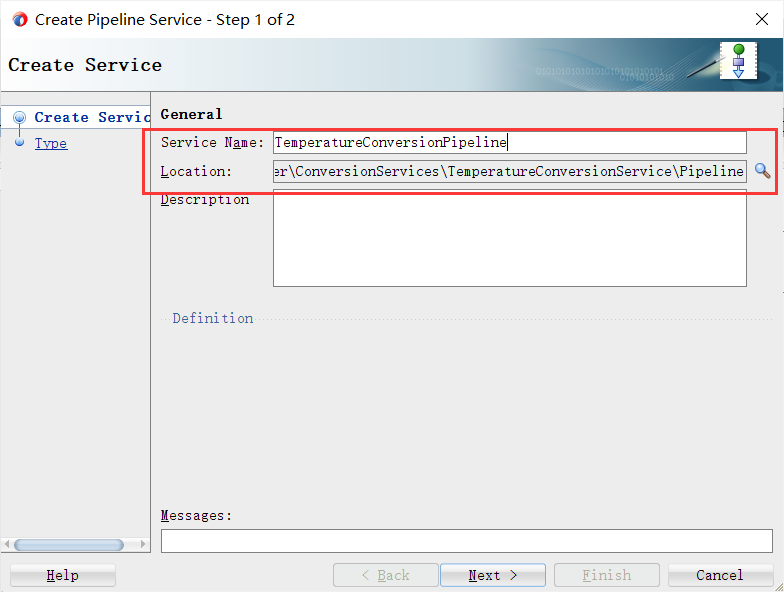 Create Pipeline Service - Step 1 of 2
Create Service
Create Servic
Type
General
Service Name: TemperatureConversionPipeline
Location: er\ConversionServices\TemperatureConversionService\Pipeline
Description
Definition
Messages:
Help < Back Next > Finish Cancel